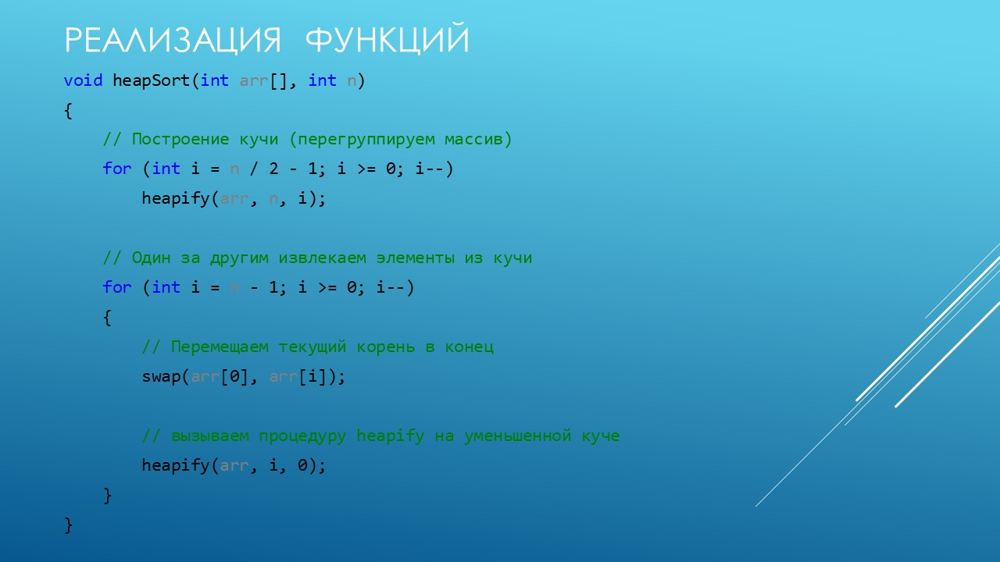 РЕАЛИЗАЦИЯ ФУНКЦИЙ
void heapSort(int arr[], int n)
{
    // Построение кучи (перегруппируем массив)
    for (int i = n / 2 - 1; i >= 0; i--)
        heapify(arr, n, i);

    // Один за другим извлекаем элементы из кучи
    for (int i = n - 1; i >= 0; i--)
    {
        // Перемещаем текущий корень в конец
        swap(arr[0], arr[i]);

        // вызываем процедуру heapify на уменьшенной куче
        heapify(arr, i, 0);
    }
}